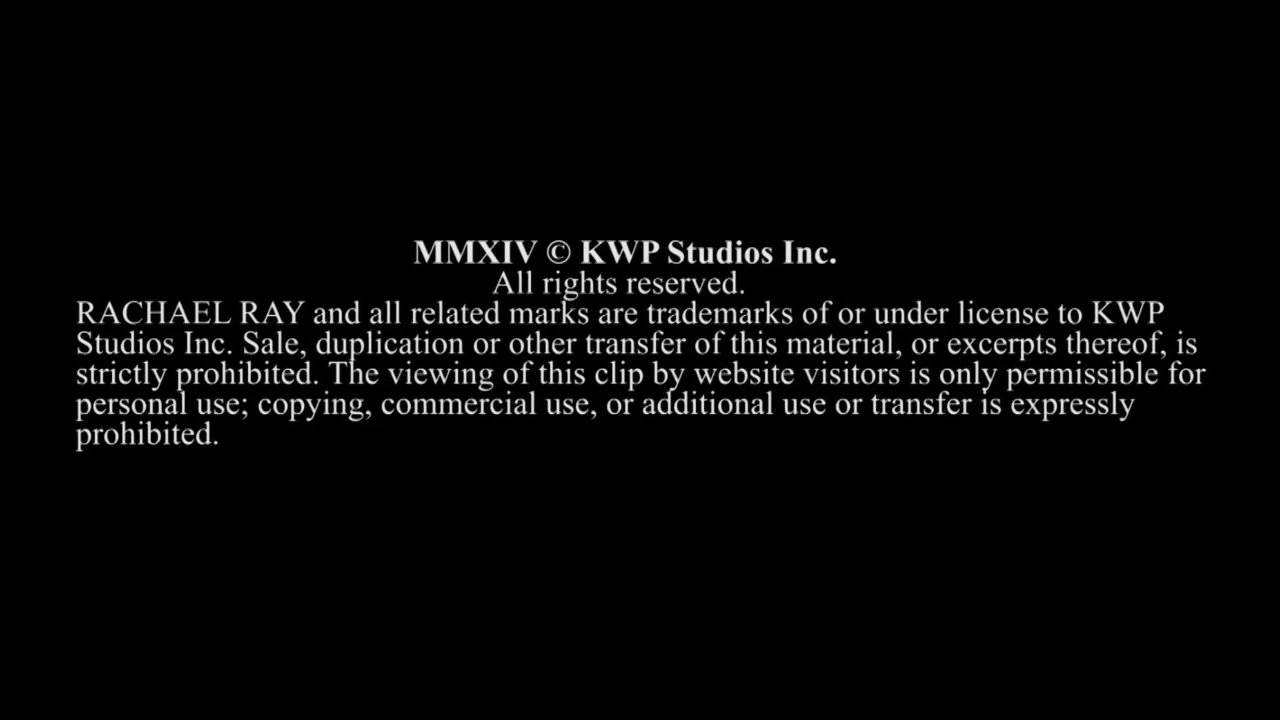 MMXIV © KWP Studios Inc.
All rights reserved.
RACHAEL RAY and all related marks are trademarks of or under license to KWP
Studios Inc. Sale, duplication or other transfer of this material, or excerpts thereof, is
strictly prohibited. The viewing of this clip by website visitors is only permissible for
personal use; copying, commercial use, or additional use or transfer is expressly
prohibited.